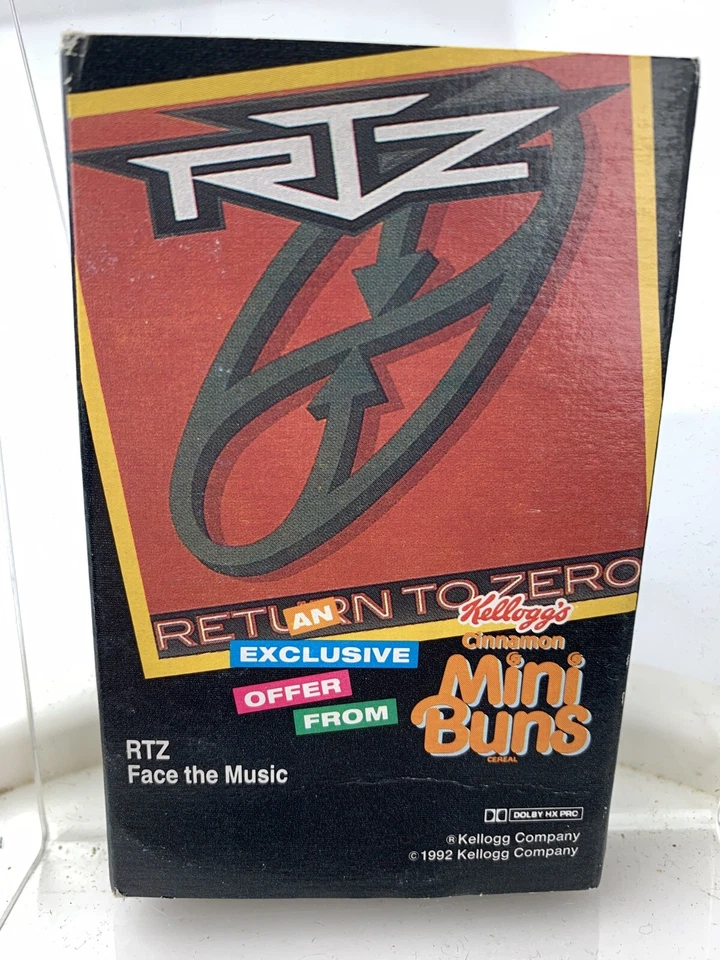 RTZ
RETURN TO ZERO
AN
EXCLUSIVE
OFFER
FROM
Kellogg's
Cinnamon
Mini
Buns
CEREAL
RTZ
Face the Music
DOLBY HX PRO
® Kellogg Company
© 1992 Kellogg Company